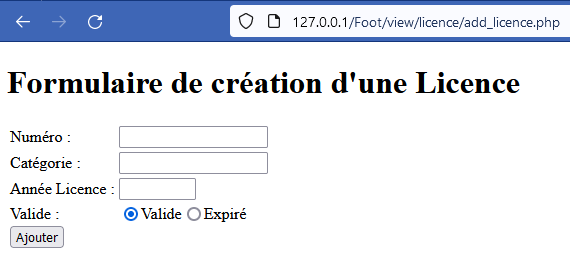 127.0.0.1/Foot/view/licence/add_licence.php
Formulaire de création d'une Licence
Numéro :
Catégorie :
Année Licence :
Valide : Valide Expiré
Ajouter